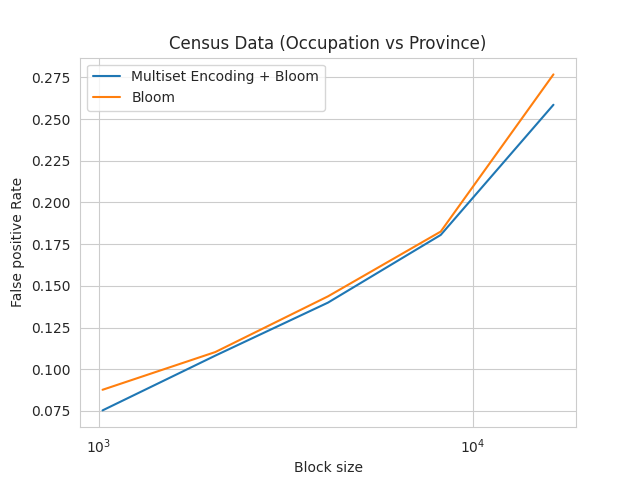 Census Data (Occupation vs Province)
Multiset Encoding + Bloom
Bloom
False positive Rate
0.275
0.250
0.225
0.200
0.175
0.150
0.125
0.100
0.075
10³
10⁴
Block size